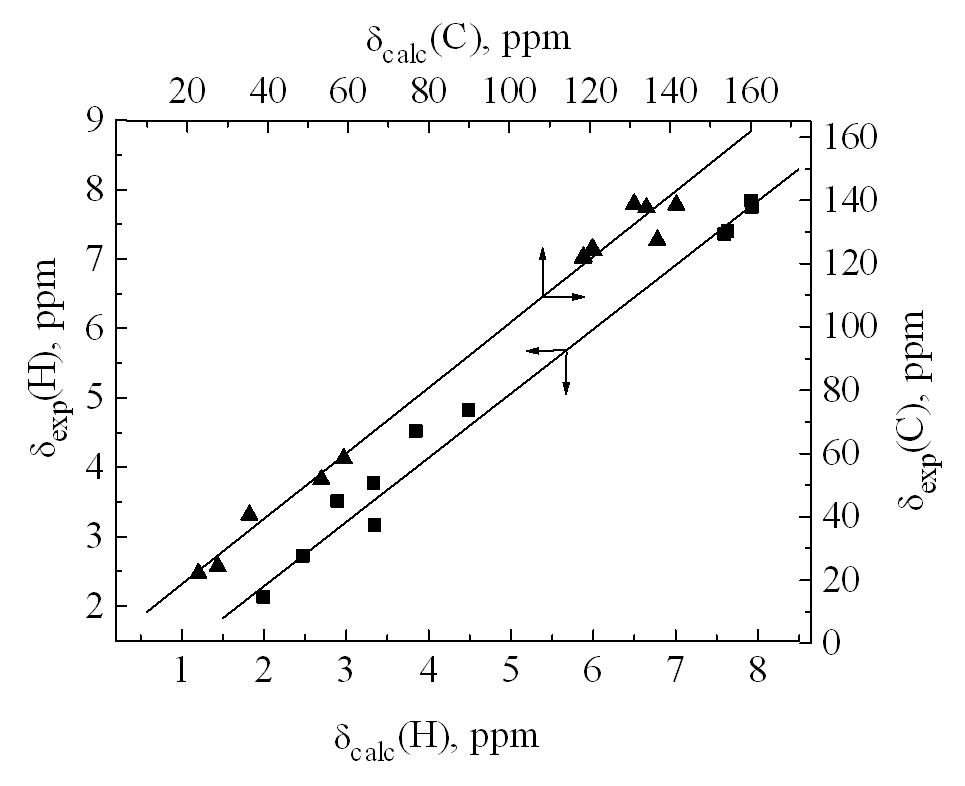 δcalc(C), ppm
20 40 60 80 100 120 140 160
δexp(H), ppm
9
8
7
6
5
4
3
2
160
140
120
100
80
60
40
20
0
δexp(C), ppm
1 2 3 4 5 6 7 8
δcalc(H), ppm